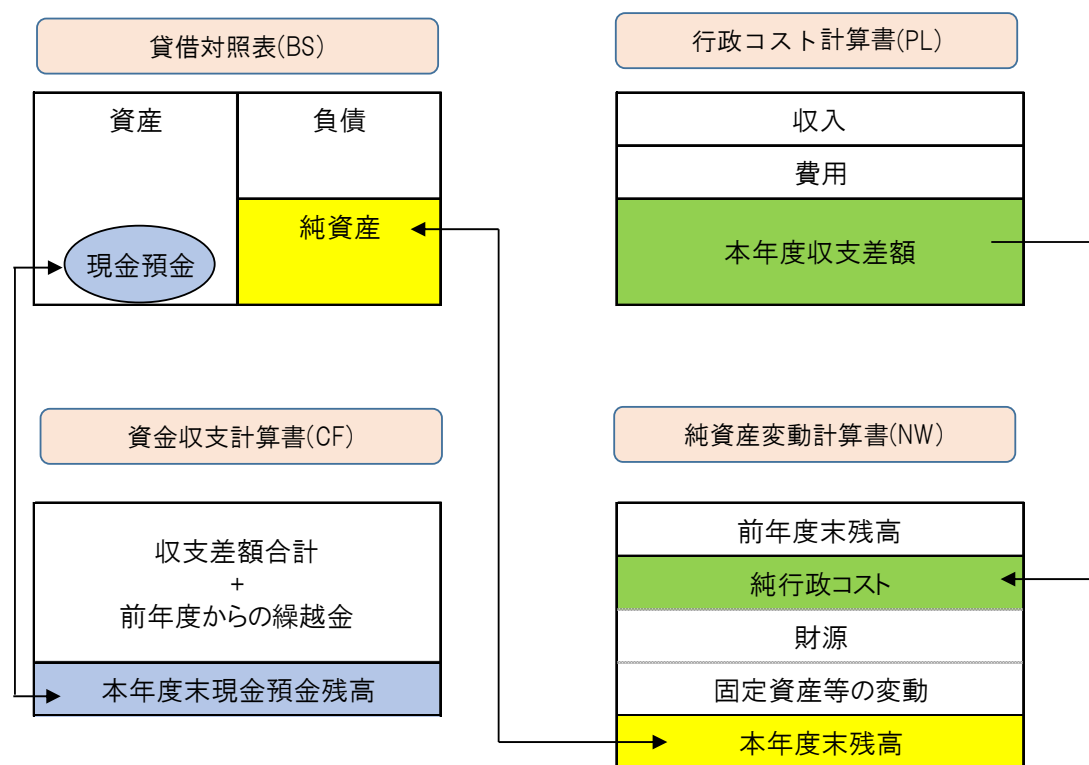 貸借対照表(BS)
資産
負債
純資産
現金預金
行政コスト計算書(PL)
収入
費用
本年度収支差額
資金収支計算書(CF)
収支差額合計
+
前年度からの繰越金
本年度末現金預金残高
純資産変動計算書(NW)
前年度末残高
純行政コスト
財源
固定資産等の変動
本年度末残高